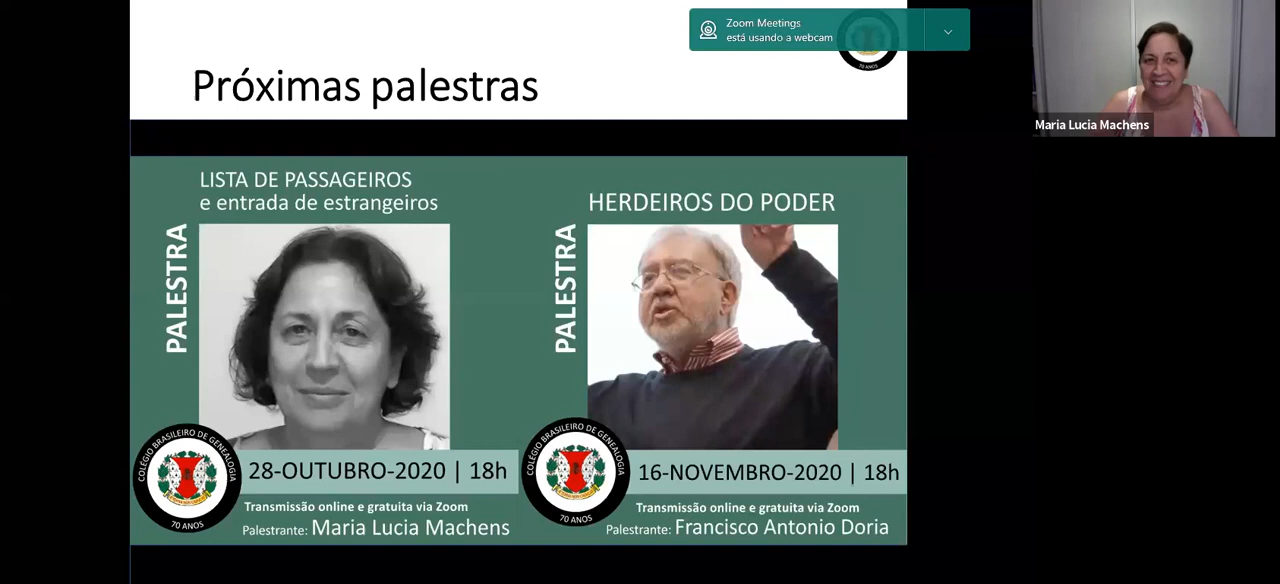 Zoom Meetings
está usando a webcam
70 ANOS
Próximas palestras
Maria Lucia Machens
LISTA DE PASSAGEIROS
e entrada de estrangeiros
PALESTRA
COLÉGIO BRASILEIRO DE GENEALOGIA
70 ANOS
28-OUTUBRO-2020 | 18h
Transmissão online e gratuita via Zoom
Palestrante: Maria Lucia Machens
HERDEIROS DO PODER
PALESTRA
COLÉGIO BRASILEIRO DE GENEALOGIA
70 ANOS
16-NOVEMBRO-2020 | 18h
Transmissão online e gratuita via Zoom
Palestrante: Francisco Antonio Doria